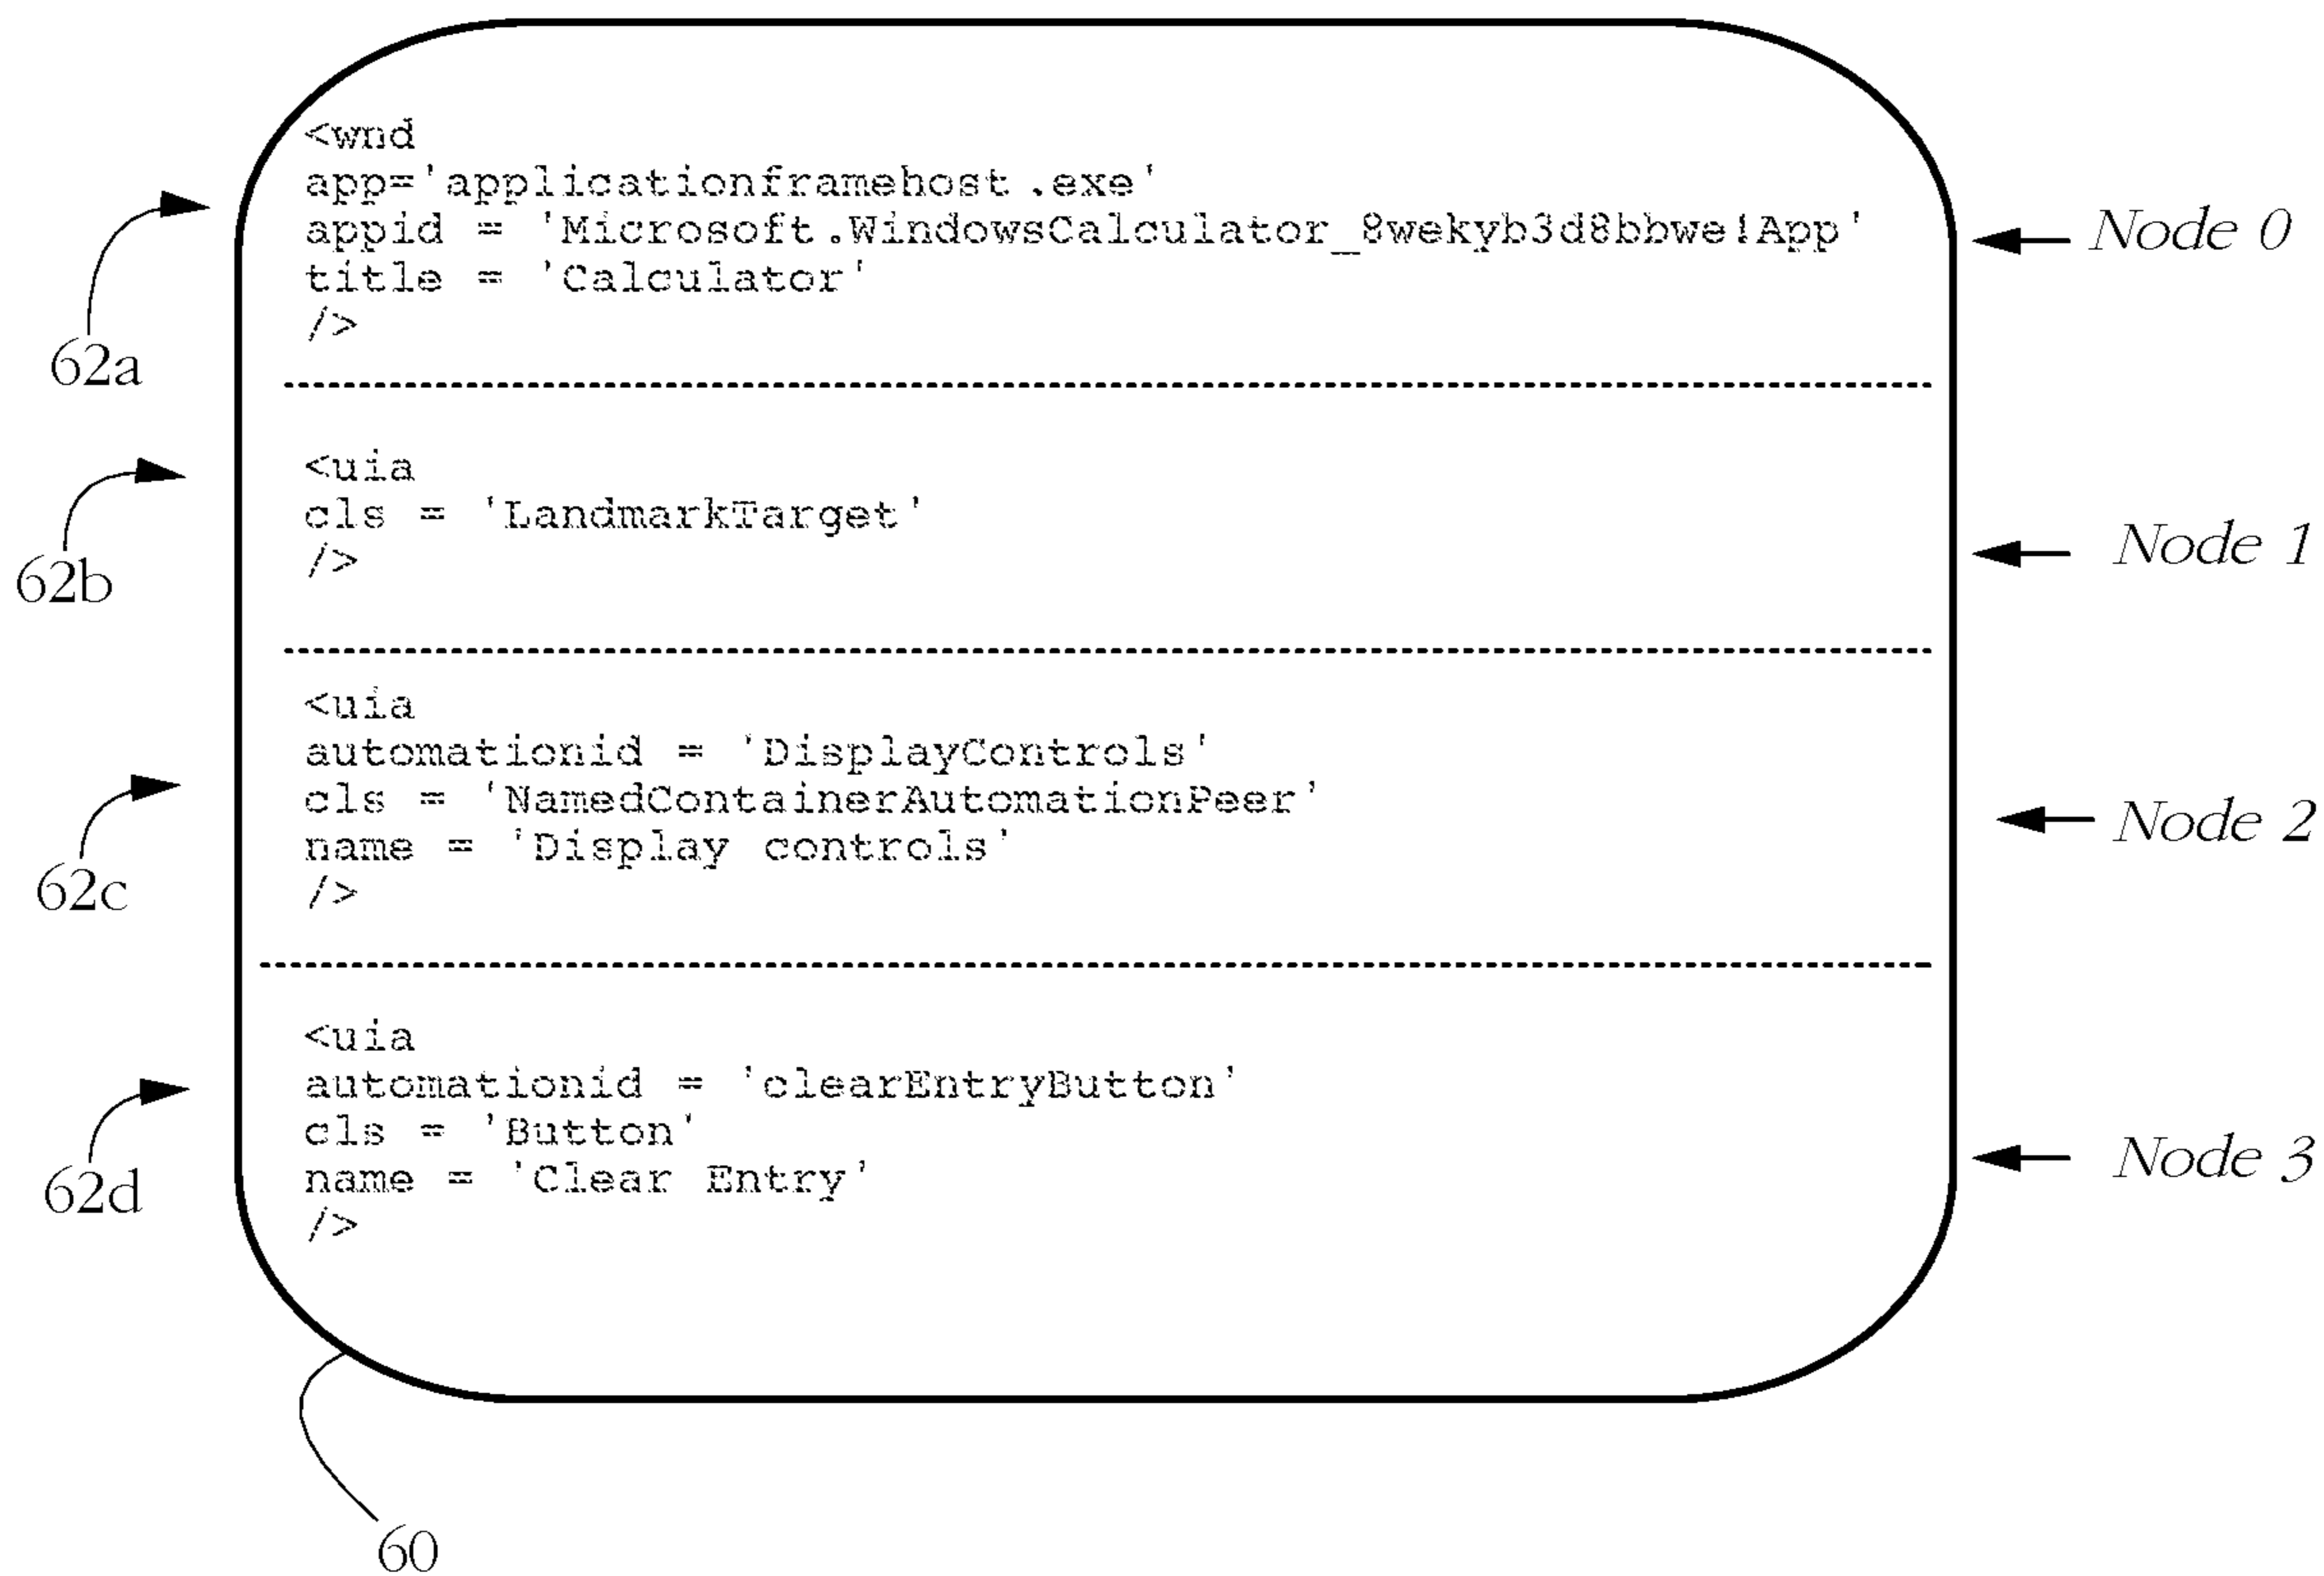 <wnd
app='applicationframehost.exe'
appid = 'Microsoft.WindowsCalculator_8wekyb3d8bbwe!App'
title = 'Calculator'
/>
62a
Node 0
<uia
cls = 'LandmarkTarget'
/>
62b
Node 1
<uia
automationid = 'DisplayControls'
cls = 'NamedContainerAutomationPeer'
name = 'Display controls'
/>
62c
Node 2
<uia
automationid = 'clearEntryButton'
cls = 'Button'
name = 'Clear Entry'
/>
62d
Node 3
60